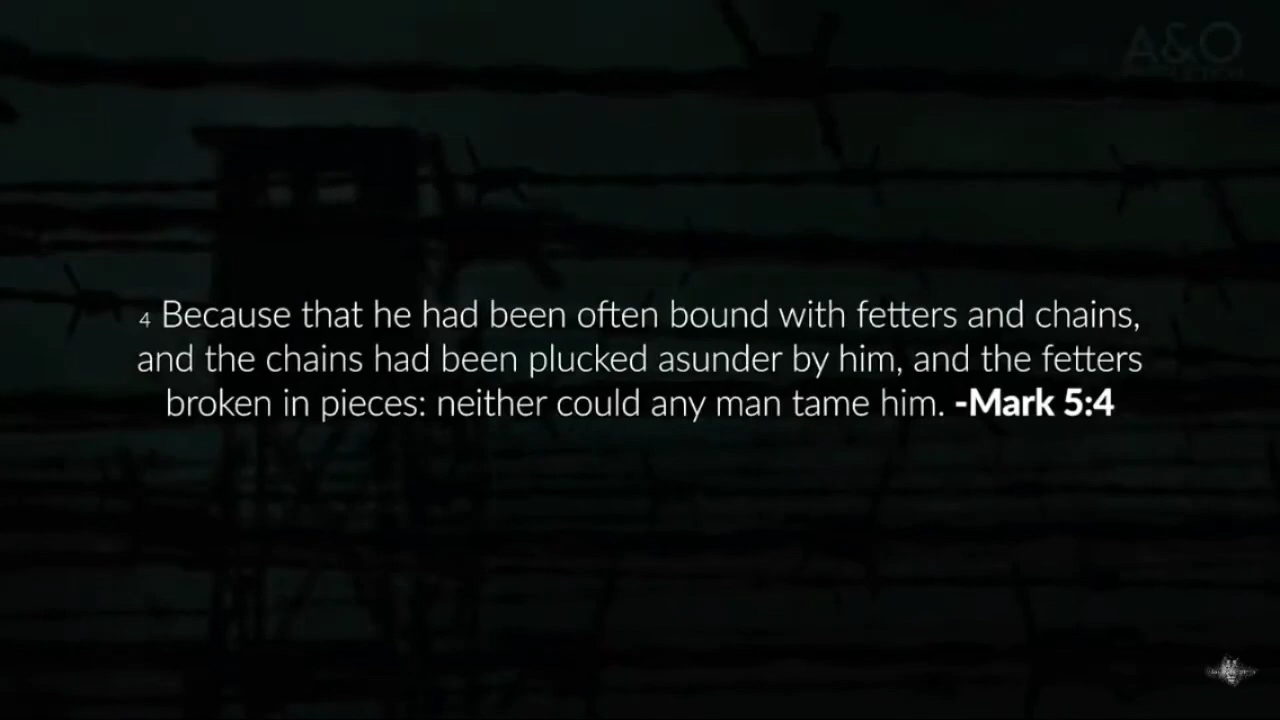 A&O
4 Because that he had been often bound with fetters and chains,
and the chains had been plucked asunder by him, and the fetters
broken in pieces: neither could any man tame him. -Mark 5:4